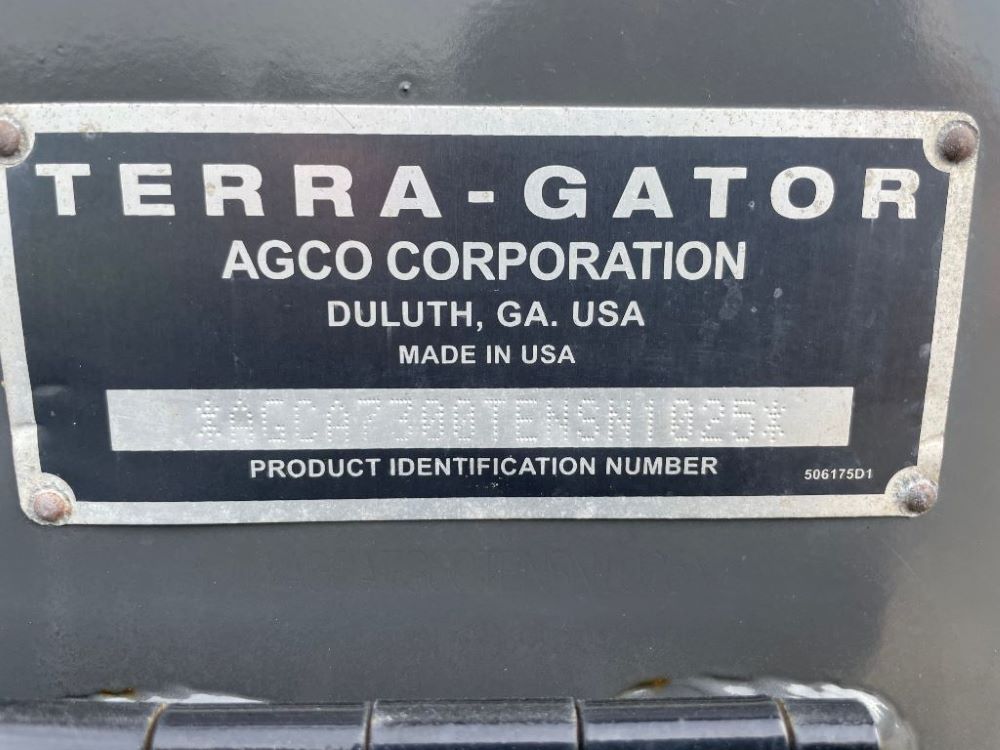 TERRA-GATOR
AGCO CORPORATION
DULUTH, GA. USA
MADE IN USA
*AGCA7300TENSN1025*
PRODUCT IDENTIFICATION NUMBER
506175D1